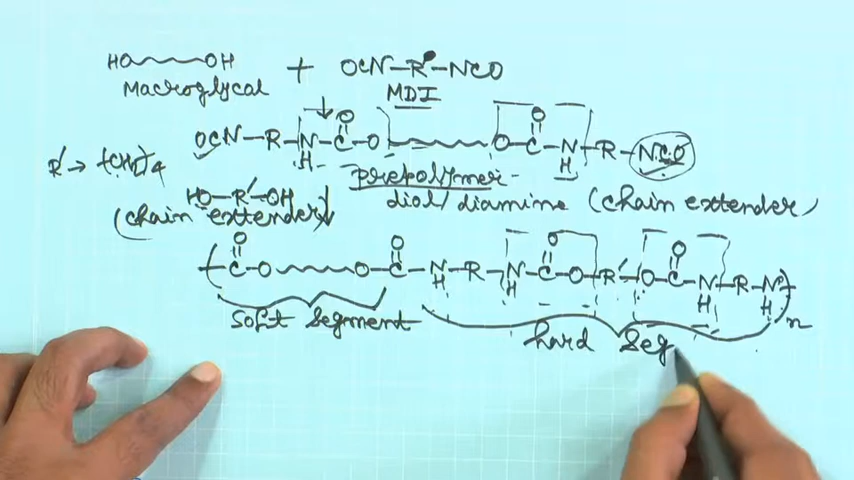 HO OH + OCN-R-NCO
Macroglycol MDI
OCN-R-N-C-O O-C-N-R-NCO
H O O H
R'→ (CH2)4 prepolymer -
HO-R'-OH diol/diamine (chain extender)
(chain extender)
O O O O
(C-O O-C-N-R-N-C-O-R'-O-C-N-R-N)n
H H H H
Soft Segment
hard Seg